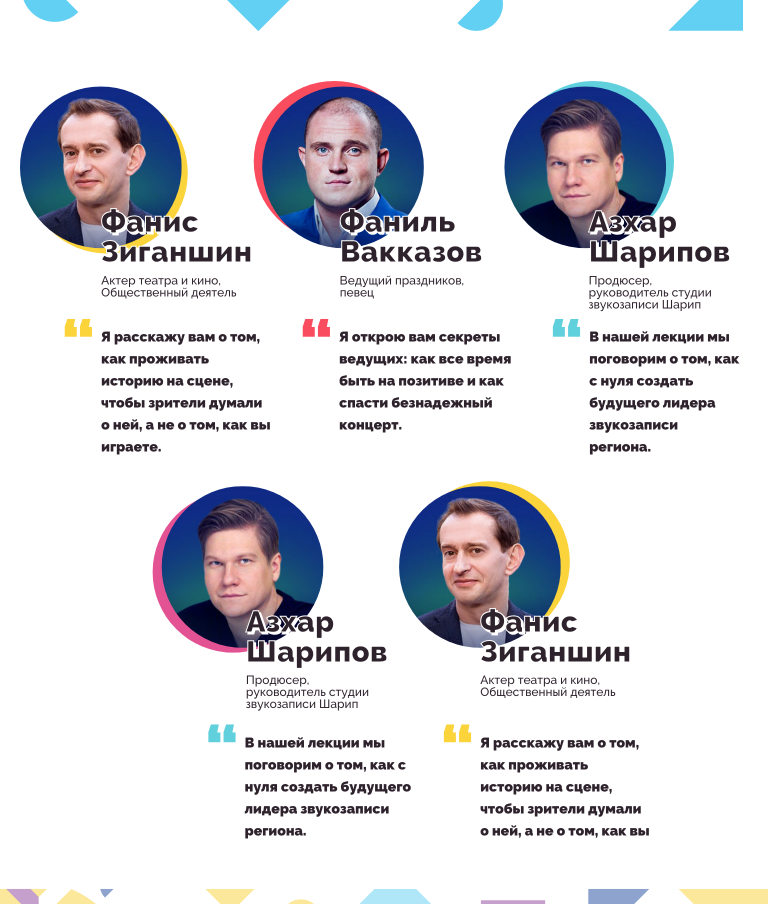 Фанис
Зиганшин
Актер театра и кино,
Общественный деятель
Я расскажу вам о том,
как проживать
историю на сцене,
чтобы зрители думали
о ней, а не о том, как вы
играете.
Фаниль
Вакказов
Ведущий праздников,
певец
Я открою вам секреты
ведущих: как все время
быть на позитиве и как
спасти безнадежный
концерт.
Азхар
Шарипов
Продюсер,
руководитель студии
звукозаписи Шарип
В нашей лекции мы
поговорим о том, как
с нуля создать
будущего лидера
звукозаписи
региона.
Азхар
Шарипов
Продюсер,
руководитель студии
звукозаписи Шарип
В нашей лекции мы
поговорим о том, как с
нуля создать будущего
лидера звукозаписи
региона.
Фанис
Зиганшин
Актер театра и кино,
Общественный деятель
Я расскажу вам о том,
как проживать
историю на сцене,
чтобы зрители думали
о ней, а не о том, как вы